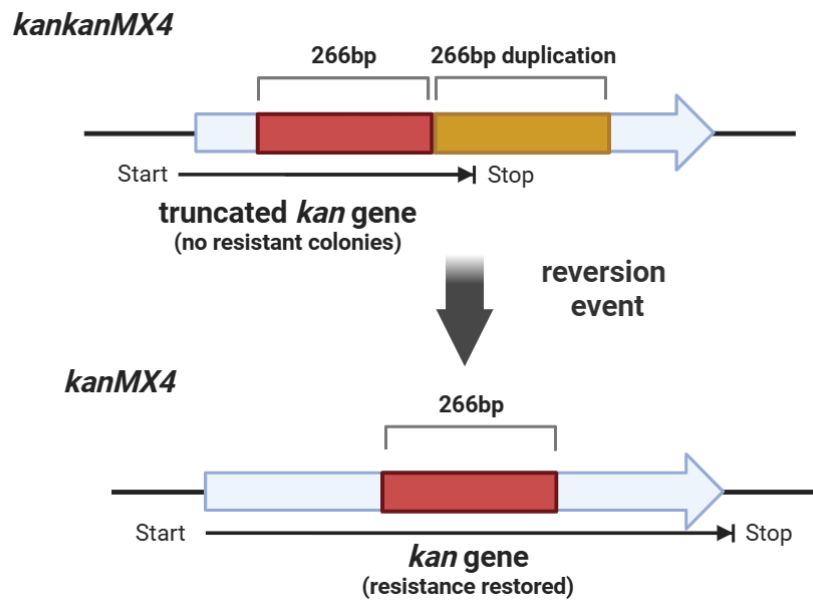 kankanMX4
266bp
266bp duplication
Start
Stop
truncated kan gene
(no resistant colonies)
reversion
event
kanMX4
266bp
Start
Stop
kan gene
(resistance restored)